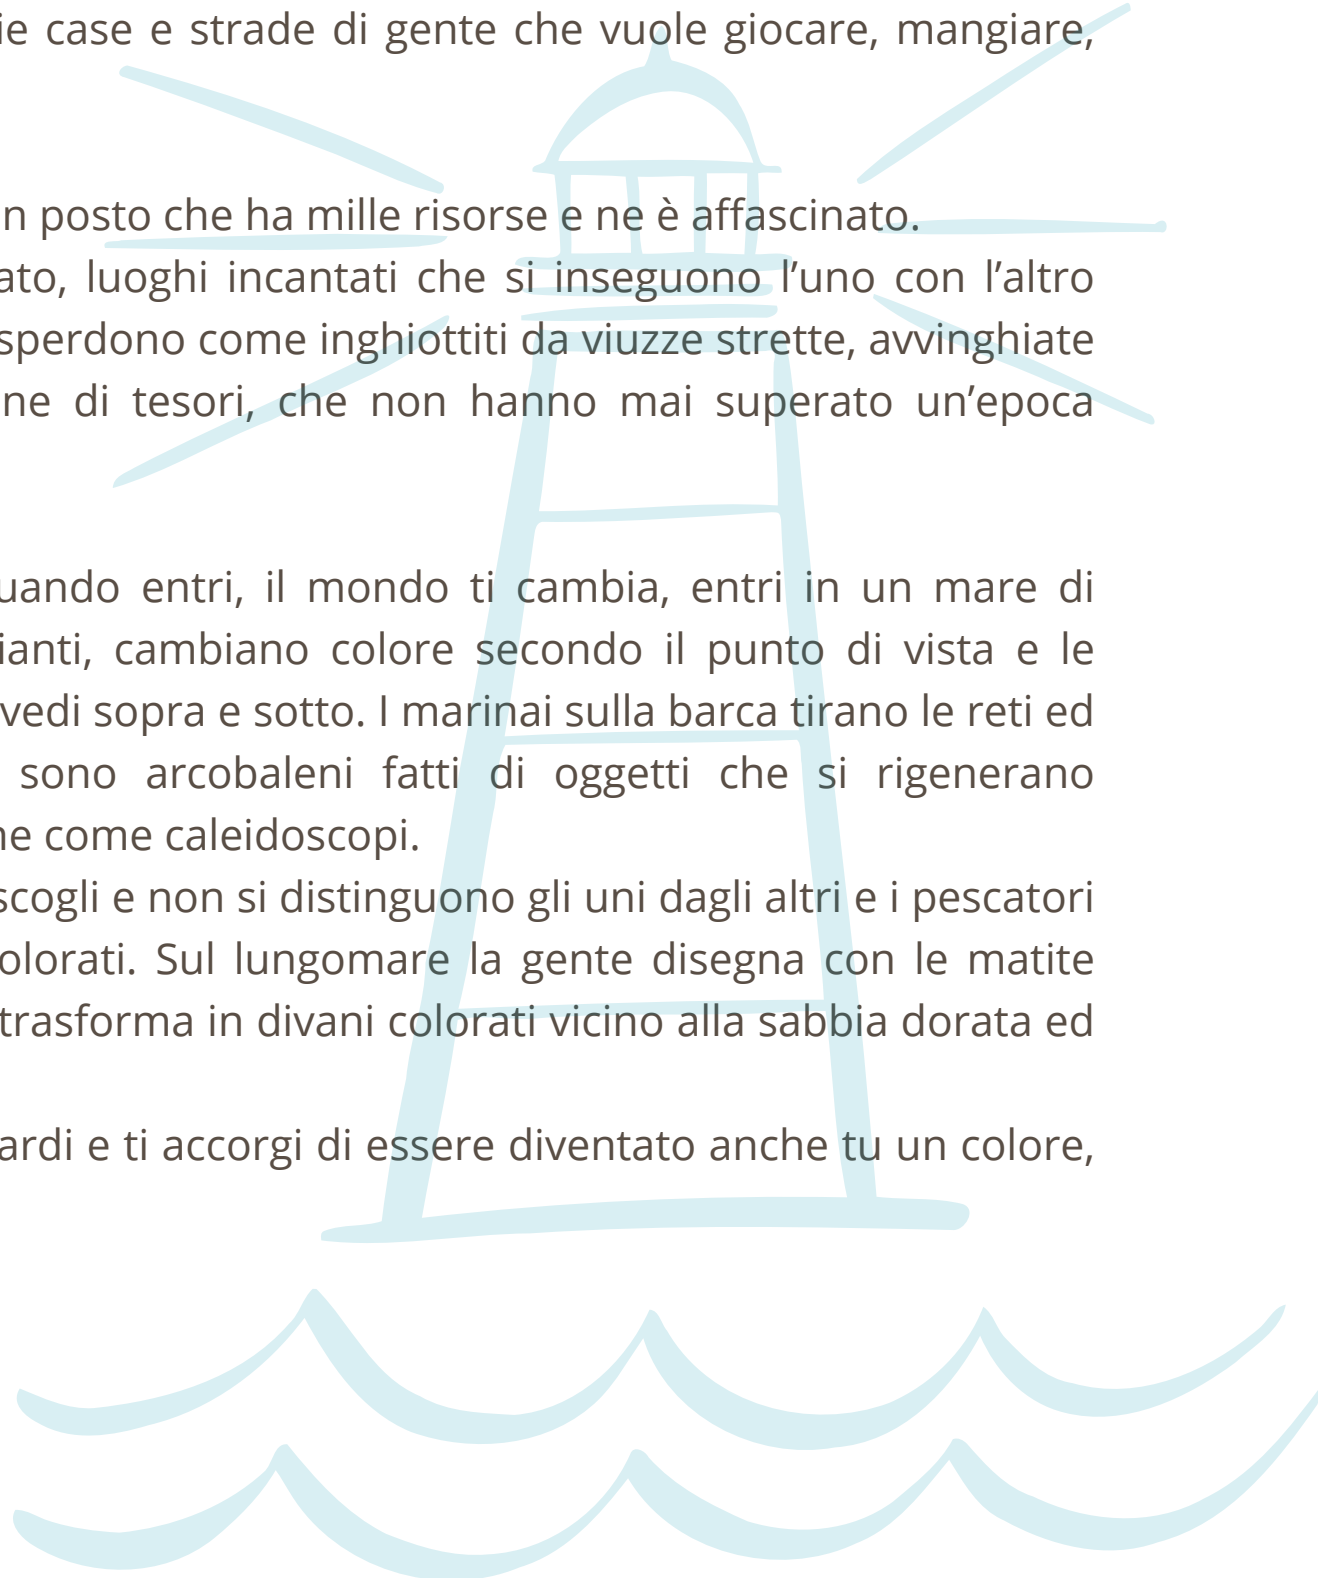 ie case e strade di gente che vuole giocare, mangiare,
n posto che ha mille risorse e ne è affascinato.
ato, luoghi incantati che si inseguono l’uno con l’altro
sperdono come inghiottiti da viuzze strette, avvinghiate
ne di tesori, che non hanno mai superato un’epoca
uando entri, il mondo ti cambia, entri in un mare di
ianti, cambiano colore secondo il punto di vista e le
vedi sopra e sotto. I marinai sulla barca tirano le reti ed
sono arcobaleni fatti di oggetti che si rigenerano
ne come caleidoscopi.
scogli e non si distinguono gli uni dagli altri e i pescatori
olorati. Sul lungomare la gente disegna con le matite
trasforma in divani colorati vicino alla sabbia dorata ed
ardi e ti accorgi di essere diventato anche tu un colore,